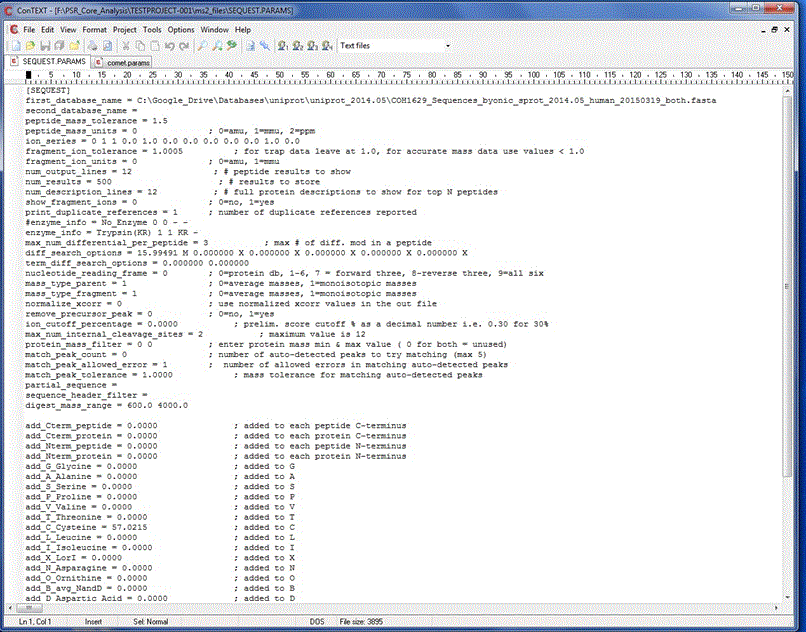 ConTEXT - [F:\PSR_Core_Analysis\TESTPROJECT-001\ms2_files\SEQUEST.PARAMS]
File Edit View Format Project Tools Options Window Help
Text files
SEQUEST.PARAMS comet.params
5 10 15 20 25 30 35 40 45 50 55 60 65 70 75 80 85 90 95 100 105 110 115 120 125 130 135 140 145 150
[SEQUEST]
first_database_name = C:\Google_Drive\Databases\uniprot\uniprot_2014.05\COH1629_Sequences_byonic_sprot_2014.05_human_20150319_both.fasta
second_database_name =
peptide_mass_tolerance = 1.5
peptide_mass_units = 0 ; 0=amu, 1=mmu, 2=ppm
ion_series = 0 1 1 0.0 1.0 0.0 0.0 0.0 0.0 0.0 1.0 0.0
fragment_ion_tolerance = 1.0005 ; for trap data leave at 1.0, for accurate mass data use values < 1.0
fragment_ion_units = 0 ; 0=amu, 1=mmu
num_output_lines = 12 ; # peptide results to show
num_results = 500 ; # results to store
num_description_lines = 12 ; # full protein descriptions to show for top N peptides
show_fragment_ions = 0 ; 0=no, 1=yes
print_duplicate_references = 1 ; number of duplicate references reported
#enzyme_info = No_Enzyme 0 0 - -
enzyme_info = Trypsin(KR) 1 1 KR -
max_num_differential_per_peptide = 3 ; max # of diff. mod in a peptide
diff_search_options = 15.99491 M 0.000000 X 0.000000 X 0.000000 X 0.000000 X 0.000000 X
term_diff_search_options = 0.000000 0.000000
nucleotide_reading_frame = 0 ; 0=protein db, 1-6, 7 = forward three, 8-reverse three, 9=all six
mass_type_parent = 1 ; 0=average masses, 1=monoisotopic masses
mass_type_fragment = 1 ; 0=average masses, 1=monoisotopic masses
normalize_xcorr = 0 ; use normalized xcorr values in the out file
remove_precursor_peak = 0 ; 0=no, 1=yes
ion_cutoff_percentage = 0.0000 ; prelim. score cutoff % as a decimal number i.e. 0.30 for 30%
max_num_internal_cleavage_sites = 2 ; maximum value is 12
protein_mass_filter = 0 0 ; enter protein mass min & max value ( 0 for both = unused)
match_peak_count = 0 ; number of auto-detected peaks to try matching (max 5)
match_peak_allowed_error = 1 ; number of allowed errors in matching auto-detected peaks
match_peak_tolerance = 1.0000 ; mass tolerance for matching auto-detected peaks
partial_sequence =
sequence_header_filter =
digest_mass_range = 600.0 4000.0
add_Cterm_peptide = 0.0000 ; added to each peptide C-terminus
add_Cterm_protein = 0.0000 ; added to each protein C-terminus
add_Nterm_peptide = 0.0000 ; added to each peptide N-terminus
add_Nterm_protein = 0.0000 ; added to each protein N-terminus
add_G_Glycine = 0.0000 ; added to G
add_A_Alanine = 0.0000 ; added to A
add_S_Serine = 0.0000 ; added to S
add_P_Proline = 0.0000 ; added to P
add_V_Valine = 0.0000 ; added to V
add_T_Threonine = 0.0000 ; added to T
add_C_Cysteine = 57.0215 ; added to C
add_L_Leucine = 0.0000 ; added to L
add_I_Isoleucine = 0.0000 ; added to I
add_X_LorI = 0.0000 ; added to X
add_N_Asparagine = 0.0000 ; added to N
add_O_Ornithine = 0.0000 ; added to O
add_B_avg_NandD = 0.0000 ; added to B
add_D_Aspartic_Acid = 0.0000 ; added to D
Ln 1, Col 1 Insert Sel: Normal DOS File size: 3895